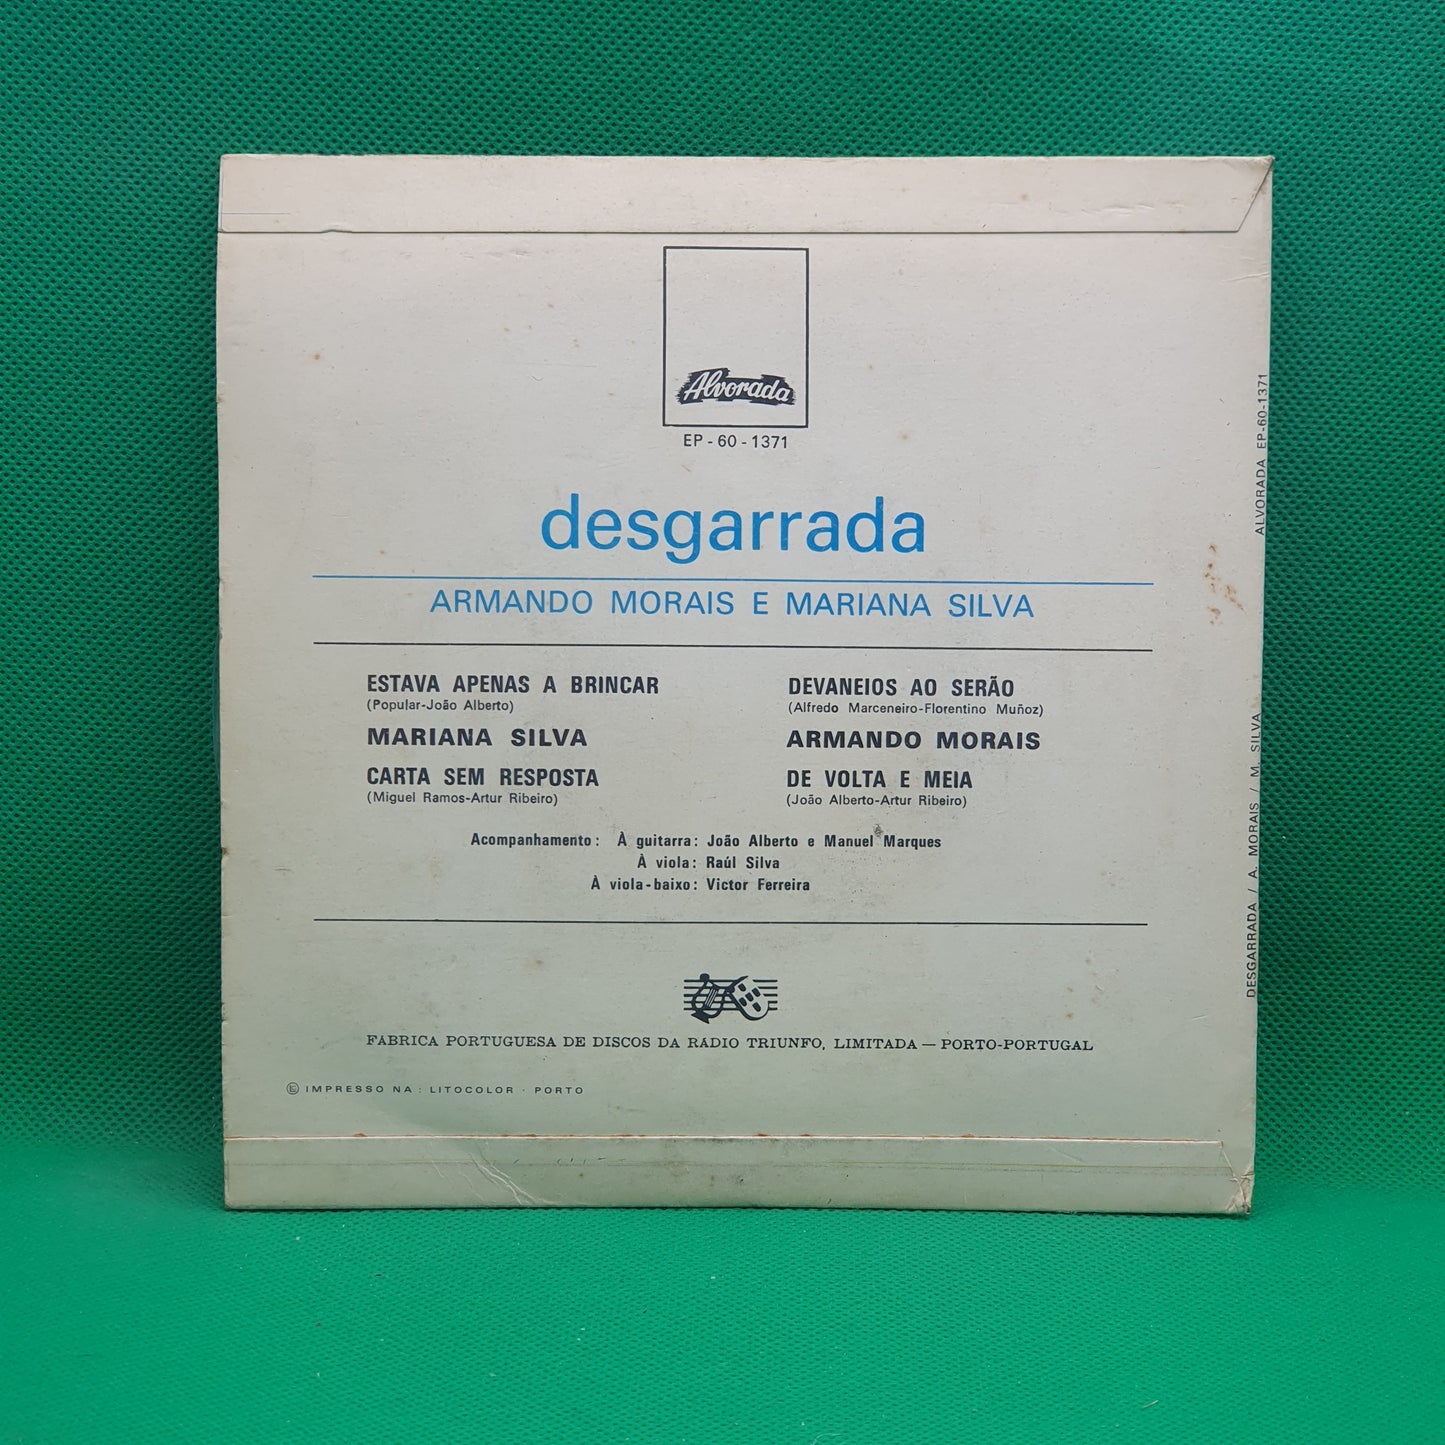 Alvorada
EP - 60 - 1371
desgarrada
ARMANDO MORAIS E MARIANA SILVA
ESTAVA APENAS A BRINCAR
(Popular-João Alberto)
MARIANA SILVA
CARTA SEM RESPOSTA
(Miguel Ramos-Artur Ribeiro)
DEVANEIOS AO SERÃO
(Alfredo Marceneiro-Florentino Muñoz)
ARMANDO MORAIS
DE VOLTA E MEIA
(João Alberto-Artur Ribeiro)
Acompanhamento: À guitarra: João Alberto e Manuel Marques
À viola: Raúl Silva
À viola-baixo: Victor Ferreira
FABRICA PORTUGUESA DE DISCOS DA RADIO TRIUNFO, LIMITADA — PORTO-PORTUGAL
IMPRESSO NA : LITOCOLOR · PORTO
DESGARRADA / A. MORAIS / M. SILVA ALVORADA EP-60-1371